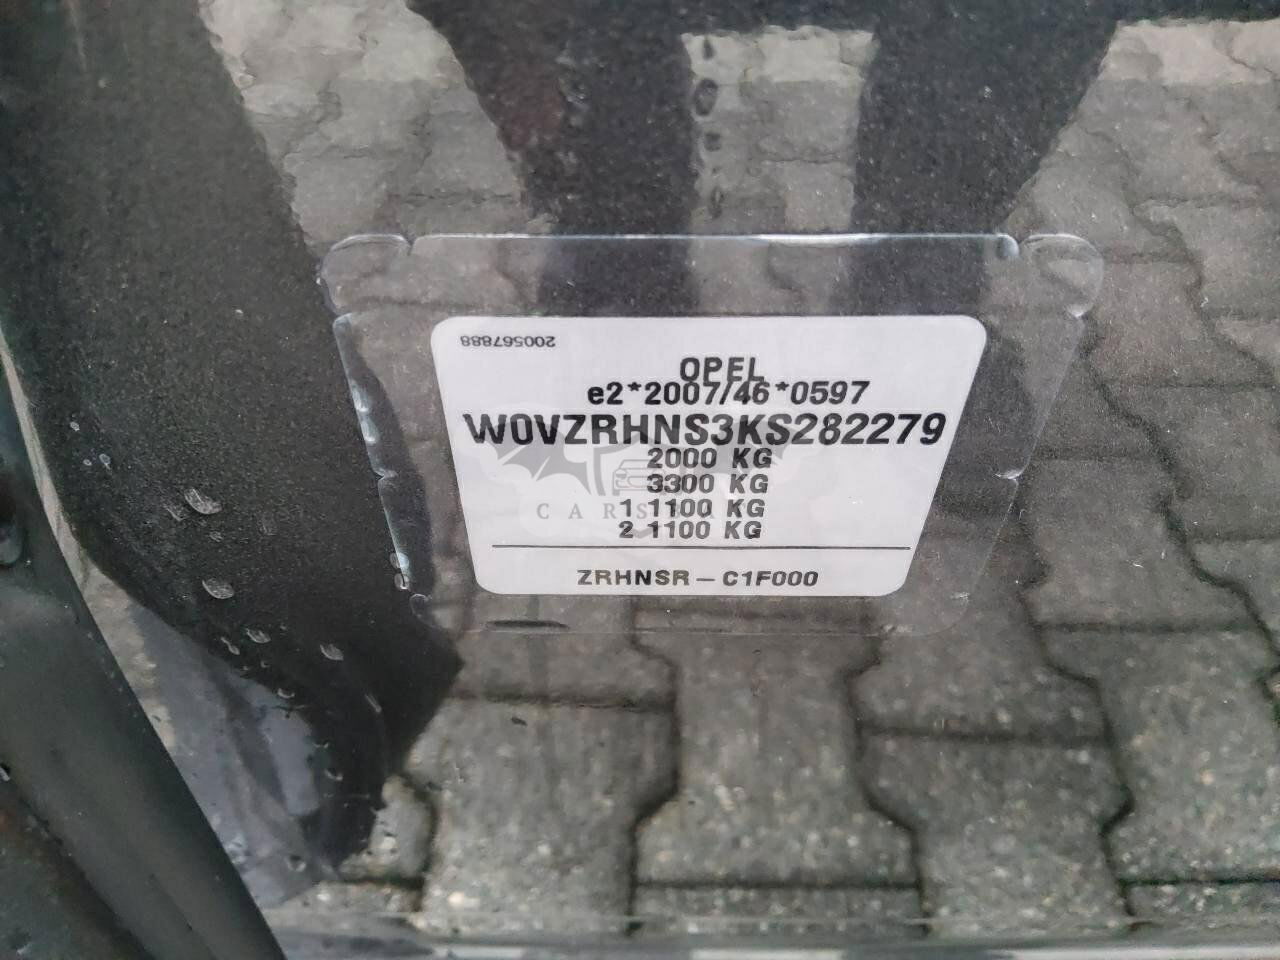 200567888
OPEL
e2*2007/46*0597
W0VZRHNS3KS282279
2000 KG
3300 KG
1 1100 KG
2 1100 KG
ZRHNSR – C1F000